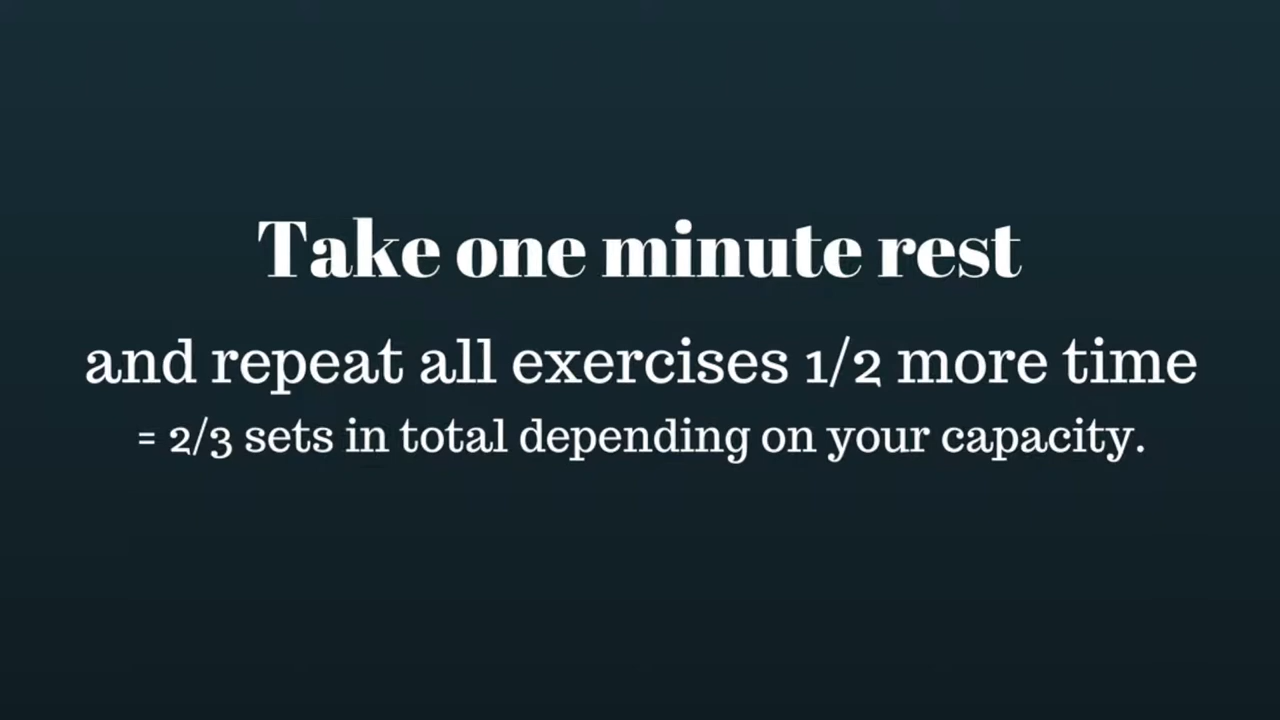 Take one minute rest
and repeat all exercises 1/2 more time
= 2/3 sets in total depending on your capacity.